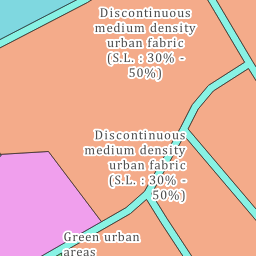 Discontinuous
medium density
urban fabric
(S.L. : 30% -
50%)
Discontinuous
medium density
urban fabric
(S.L. : 30% -
50%)
Green urban
areas